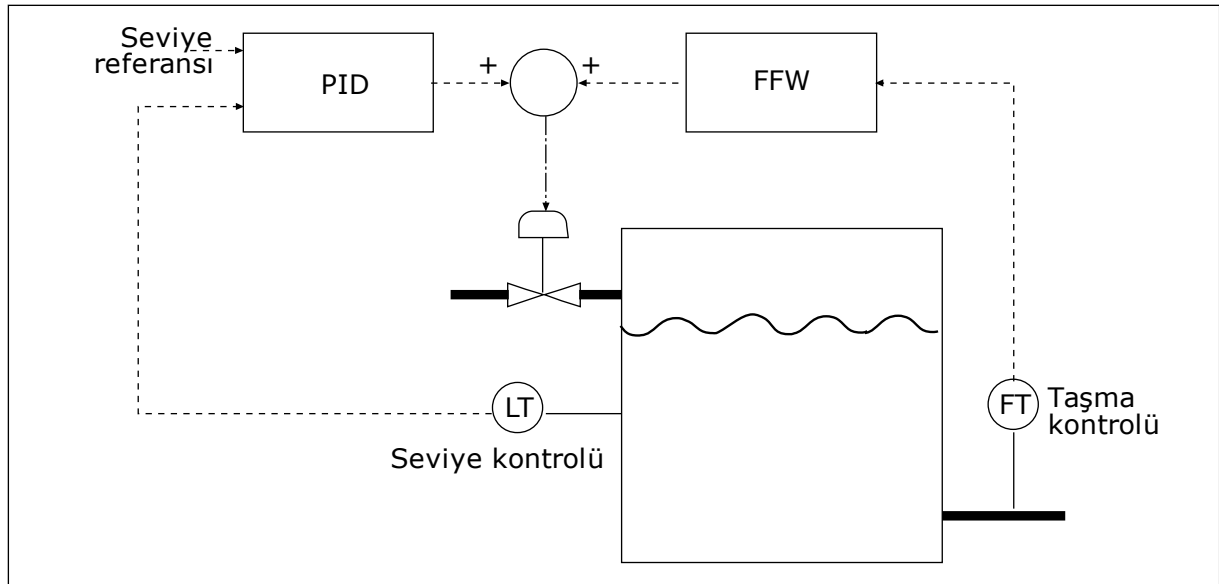 Seviye
referansı
PID
+
+
FFW
LT
Seviye kontrolü
FT
Taşma
kontrolü